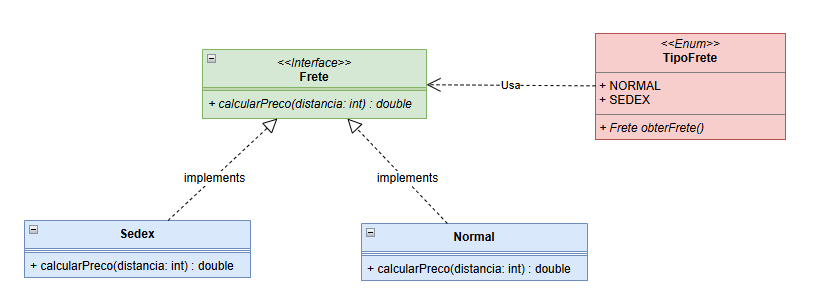 <<Interface>>
Frete
+ calcularPreco(distancia: int) : double
<<Enum>>
TipoFrete
+ NORMAL
+ SEDEX
+ Frete obterFrete()
Usa
implements
implements
Sedex
+ calcularPreco(distancia: int) : double
Normal
+ calcularPreco(distancia: int) : double